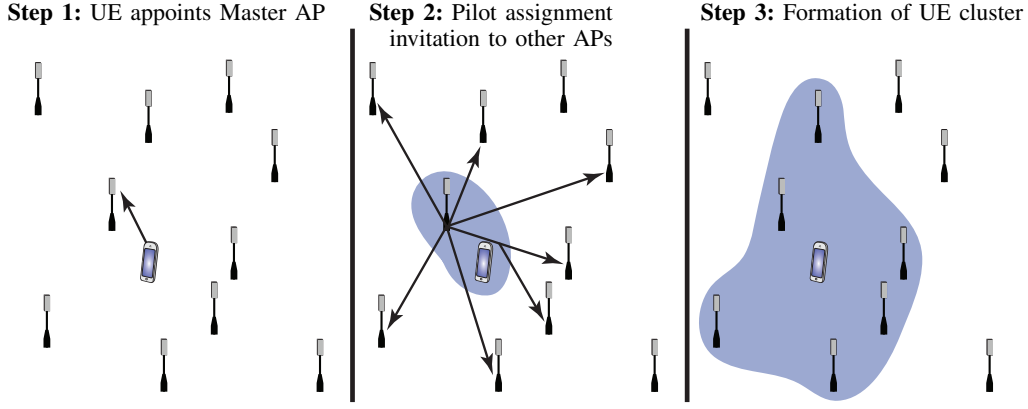 Step 1: UE appoints Master AP
Step 2: Pilot assignment
invitation to other APs
Step 3: Formation of UE cluster